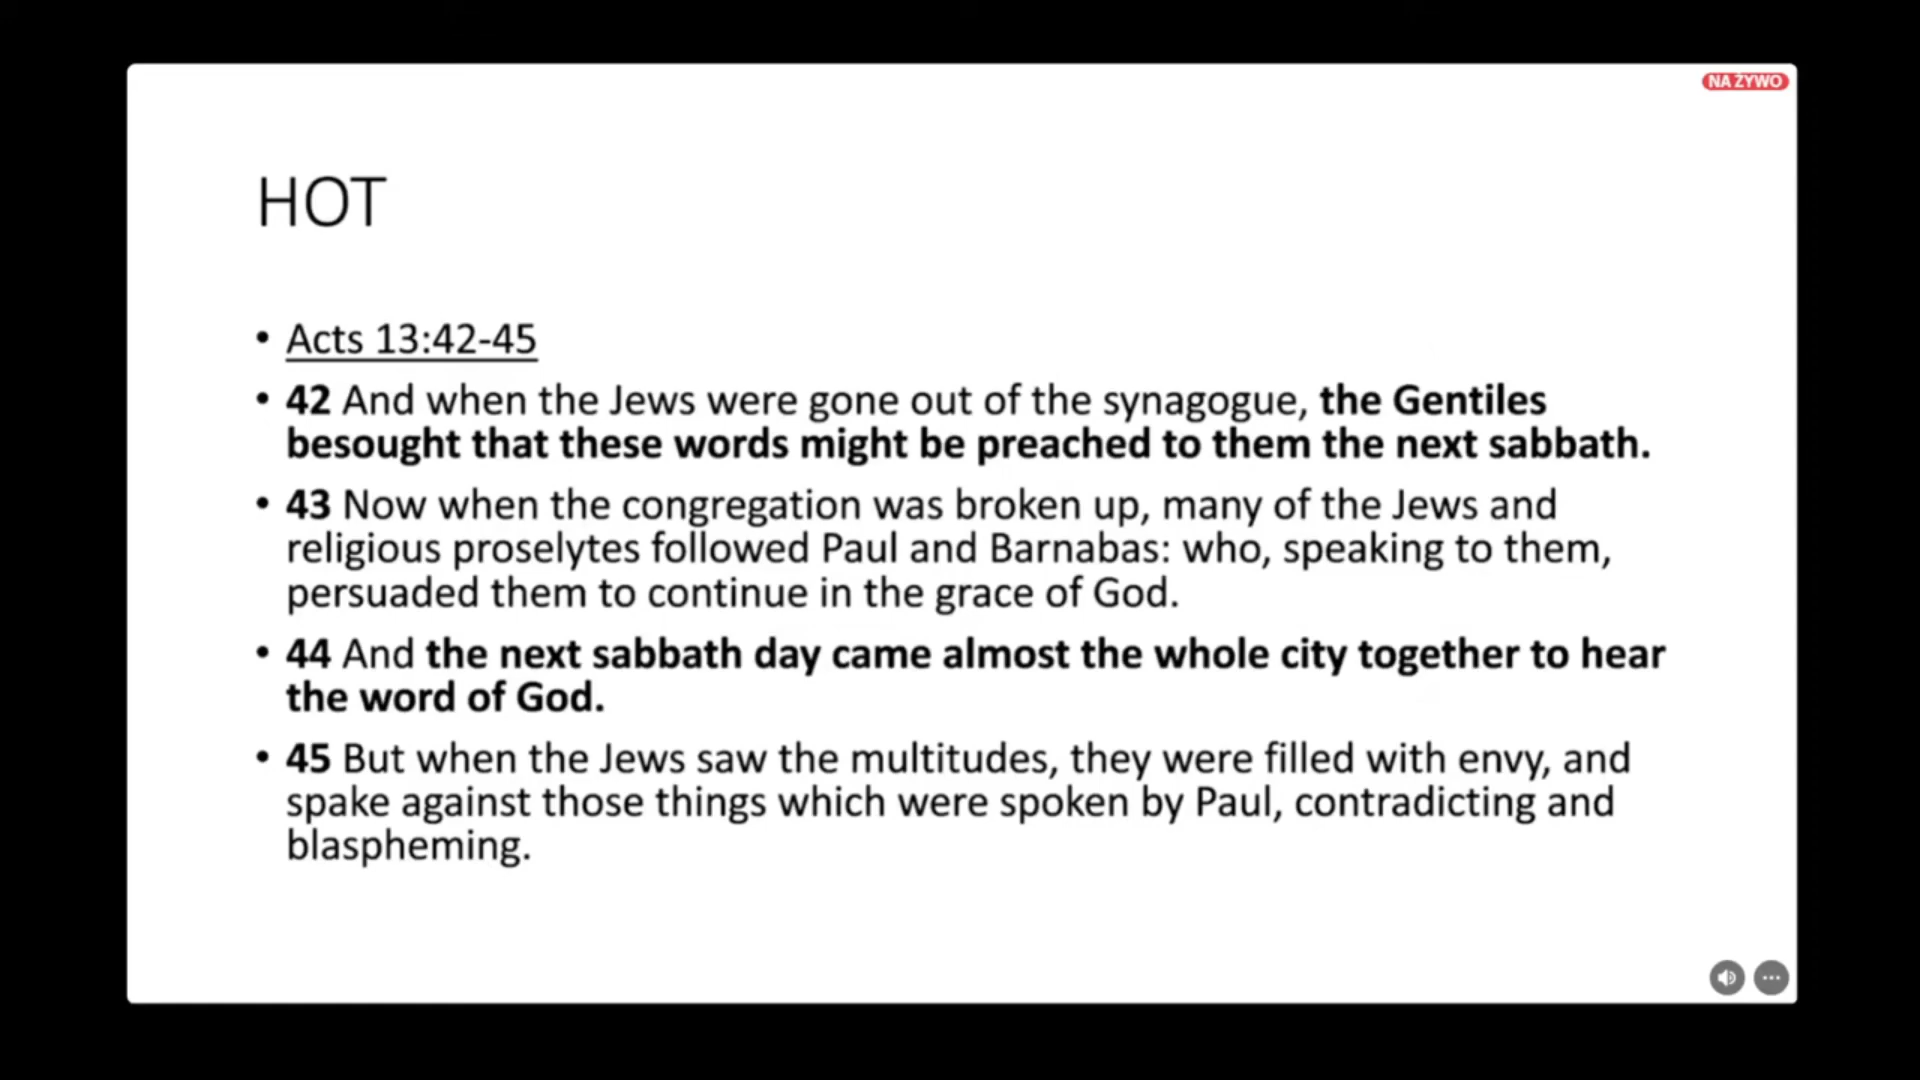 NA ŻYWO
HOT
• Acts 13:42-45
• 42 And when the Jews were gone out of the synagogue, the Gentiles
besought that these words might be preached to them the next sabbath.
• 43 Now when the congregation was broken up, many of the Jews and
religious proselytes followed Paul and Barnabas: who, speaking to them,
persuaded them to continue in the grace of God.
• 44 And the next sabbath day came almost the whole city together to hear
the word of God.
• 45 But when the Jews saw the multitudes, they were filled with envy, and
spake against those things which were spoken by Paul, contradicting and
blaspheming.